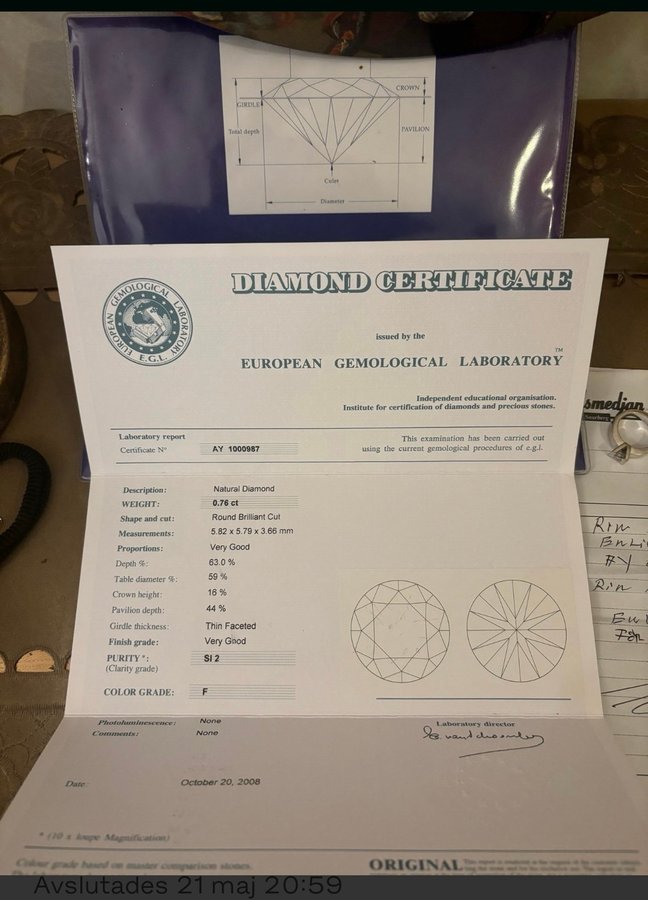 CROWN
GIRDLE
Total depth
PAVILION
Culet
Diameter
EUROPEAN GEMOLOGICAL LABORATORY
E.G.L.
DIAMOND CERTIFICATE
issued by the
EUROPEAN GEMOLOGICAL LABORATORY™
Independent educational organisation.
Institute for certification of diamonds and precious stones.
Laboratory report
Certificate N° AY 1000987
This examination has been carried out
using the current gemological procedures of e.g.l.
smedjan
Description: Natural Diamond
WEIGHT: 0.76 ct
Shape and cut: Round Brilliant Cut
Measurements: 5.82 x 5.79 x 3.66 mm
Proportions: Very Good
Depth %: 63.0 %
Table diameter %: 59 %
Crown height: 16 %
Pavilion depth: 44 %
Girdle thickness: Thin Faceted
Finish grade: Very Good
PURITY *: SI 2
(Clarity grade)
COLOR GRADE: F
Photoluminescence: None
Comments: None
Laboratory director
Date: October 20, 2008
* (10 x loupe Magnification)
Colour grade based on master comparison stones.
ORIGINAL
Avslutades 21 maj 20:59